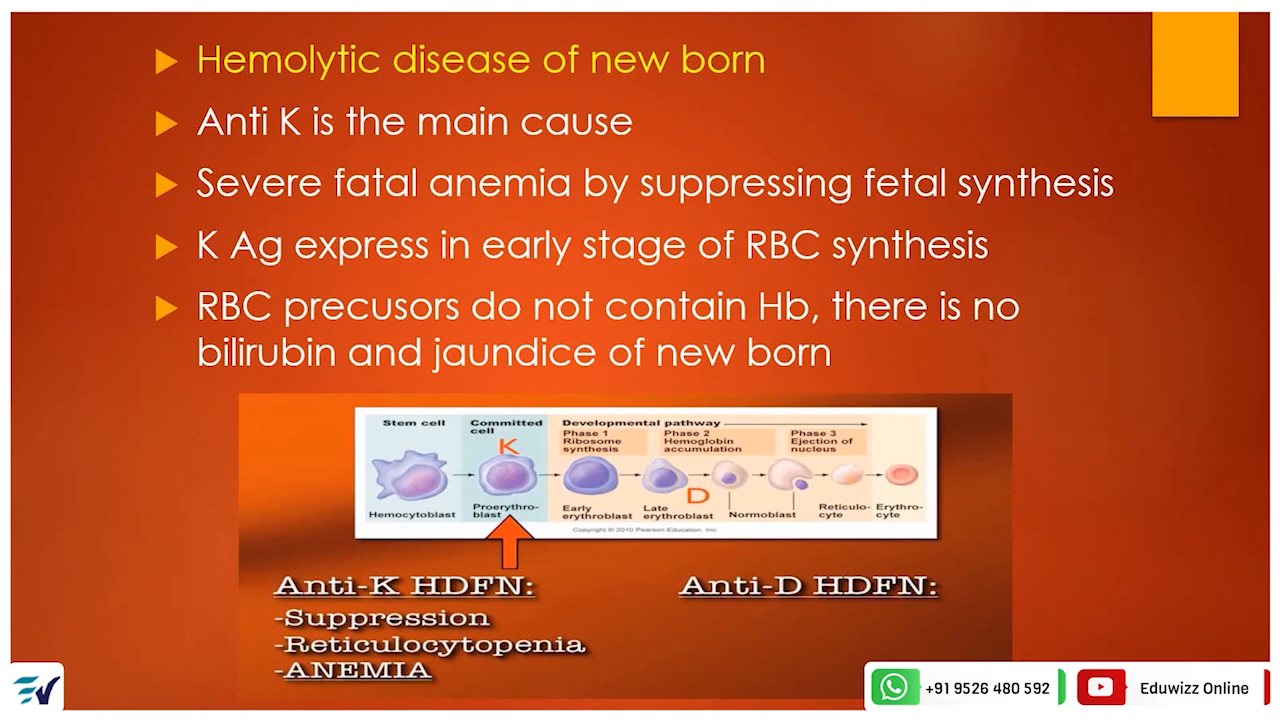 Hemolytic disease of new born
Anti K is the main cause
Severe fatal anemia by suppressing fetal synthesis
K Ag express in early stage of RBC synthesis
RBC precusors do not contain Hb, there is no
bilirubin and jaundice of new born
Stem cell
Committed
cell
Developmental pathway
Phase 1
Ribosome
synthesis
Phase 2
Hemoglobin
accumulation
Phase 3
Ejection of
nucleus
K
D
Hemocytoblast
Proerythro-
blast
Early
erythroblast
Late
erythroblast
Normoblast
Reticulo-
cyte
Erythro-
cyte
Copyright © 2010 Pearson Education, Inc.
Anti-K HDFN:
-Suppression
-Reticulocytopenia
-ANEMIA
Anti-D HDFN:
+91 9526 480 592
Eduwizz Online